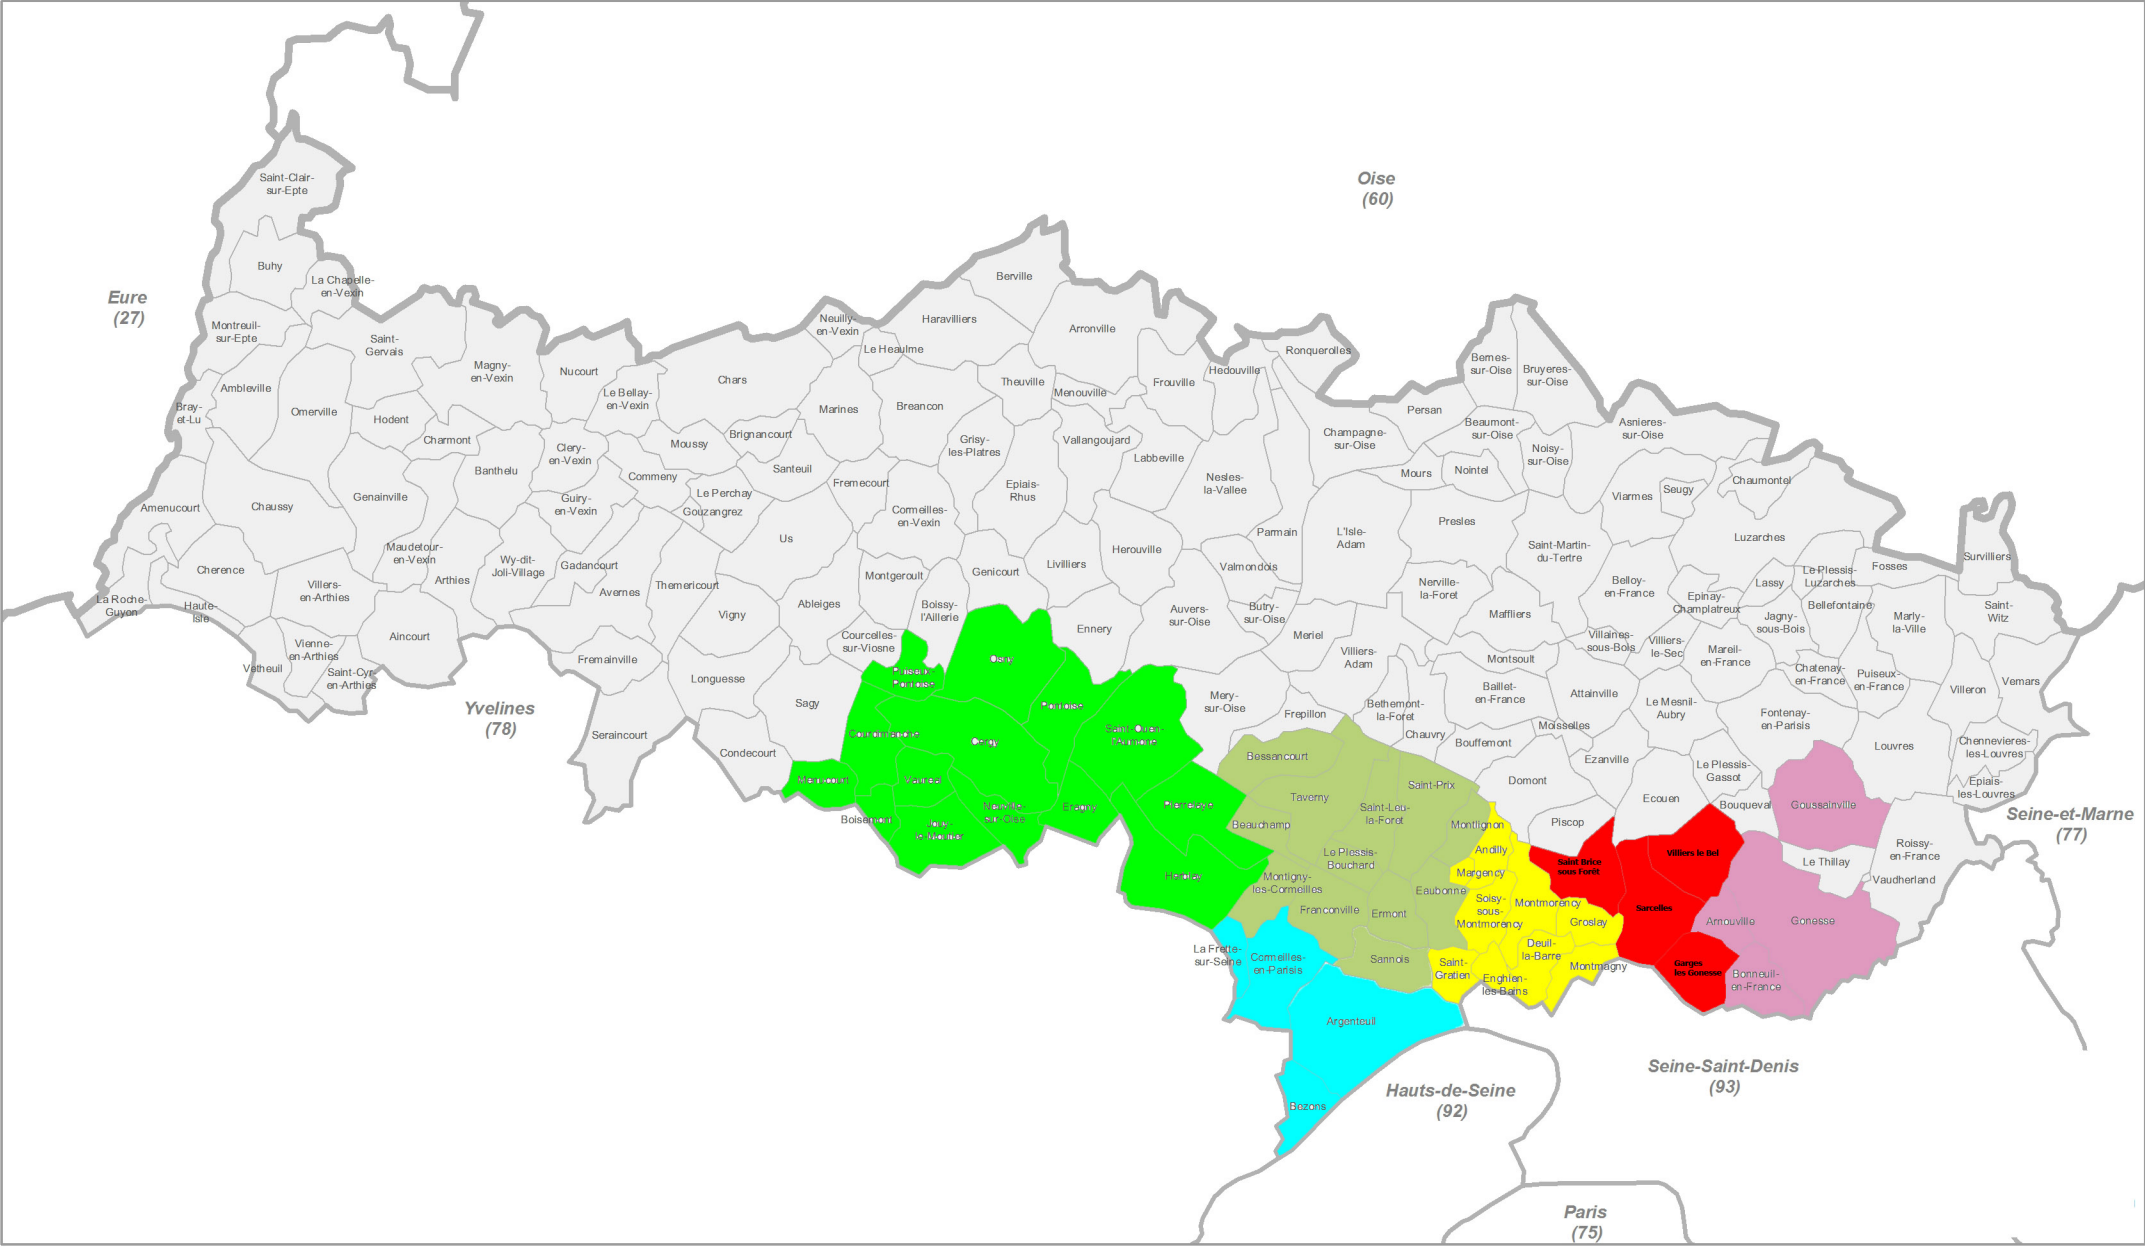 Oise
(60)
Saint-Clair-
sur-Epte
Buhy
La Chapelle-
en-Vexin
Eure
(27)
Montreuil-
sur-Epte
Saint-
Gervais
Magny-
en-Vexin
Ambleville
Bray-
et-Lu
Omerville
Hodent
Charmont
Nucourt
Le Bellay-
en-Vexin
Chars
Neuilly-
en-Vexin
Le Heaulme
Haravilliers
Berville
Arronville
Theuville
Menouville
Frouville
Hedouville
Ronquerolles
Marines
Breancon
Brignancourt
Moussy
Clery-
en-Vexin
Banthelu
Commeny
Le Perchay
Gouzangrez
Santeuil
Fremecourt
Grisy-
les-Platres
Vallangoujard
Labbeville
Epiais-
Rhus
Cormeilles-
en-Vexin
Nesles-
la-Vallee
Champagne-
sur-Oise
Persan
Bernes-
sur-Oise
Bruyeres-
sur-Oise
Beaumont-
sur-Oise
Mours
Nointel
Noisy-
sur-Oise
Asnieres-
sur-Oise
Viarmes
Seugy
Chaumontel
Luzarches
Amenucourt
Chaussy
Genainville
Guiry-
en-Vexin
Us
Maudetour-
en-Vexin
Wy-dit-
Joli-Village
Gadancourt
Arthies
Cherence
Villers-
en-Arthies
La Roche-
Guyon
Haute-
Isle
Aincourt
Vienne-
en-Arthies
Vetheuil
Saint-Cyr-
en-Arthies
Avernes
Themericourt
Vigny
Ableiges
Montgeroult
Boissy-
l'Aillerie
Courcelles-
sur-Viosne
Genicourt
Livilliers
Herouville
Ennery
Auvers-
sur-Oise
Valmondois
Parmain
Butry-
sur-Oise
L'Isle-
Adam
Meriel
Villiers-
Adam
Presles
Nerville-
la-Foret
Maffliers
Saint-Martin-
du-Tertre
Belloy-
en-France
Montsoult
Villaines-
sous-Bois
Villiers-
le-Sec
Epinay-
Champlatreux
Lassy
Le Plessis-
Luzarches
Bellefontaine
Jagny-
sous-Bois
Fosses
Survilliers
Saint-
Witz
Marly-
la-Ville
Mareil-
en-France
Chatenay-
en-France
Puiseux-
en-France
Villeron
Vemars
Fremainville
Longuesse
Sagy
Seraincourt
Condecourt
Yvelines
(78)
Puiseux-
Pontoise
Osny
Pontoise
Saint-Ouen-
l'Aumone
Courdimanche
Cergy
Menucourt
Vaureal
Boisemont
Jouy-
le-Moutier
Neuville-
sur-Oise
Eragny
Pierrelaye
Herblay
Mery-
sur-Oise
Frepillon
Bethemont-
la-Foret
Chauvry
Baillet-
en-France
Attainville
Moisselles
Bouffemont
Domont
Ezanville
Le Mesnil-
Aubry
Fontenay-
en-Parisis
Louvres
Chennevieres-
les-Louvres
Epiais-
les-Louvres
Le Plessis-
Gassot
Ecouen
Bouqueval
Goussainville
Seine-et-Marne
(77)
Piscop
Le Thillay
Roissy-
en-France
Vaudherland
Bessancourt
Taverny
Saint-Prix
Saint-Leu-
la-Foret
Beauchamp
Le Plessis-
Bouchard
Montigny-
les-Cormeilles
Franconville
Ermont
Eaubonne
Sannois
Montlignon
Andilly
Margency
Soisy-
sous-
Montmorency
Montmorency
Groslay
Deuil-
la-Barre
Montmagny
Saint-
Gratien
Enghien-
les-Bains
Saint Brice
sous Forêt
Villiers le Bel
Sarcelles
Garges
les Gonesse
Arnouville
Gonesse
Bonneuil-
en-France
La Frette-
sur-Seine
Cormeilles-
en-Parisis
Argenteuil
Bezons
Hauts-de-Seine
(92)
Seine-Saint-Denis
(93)
Paris
(75)